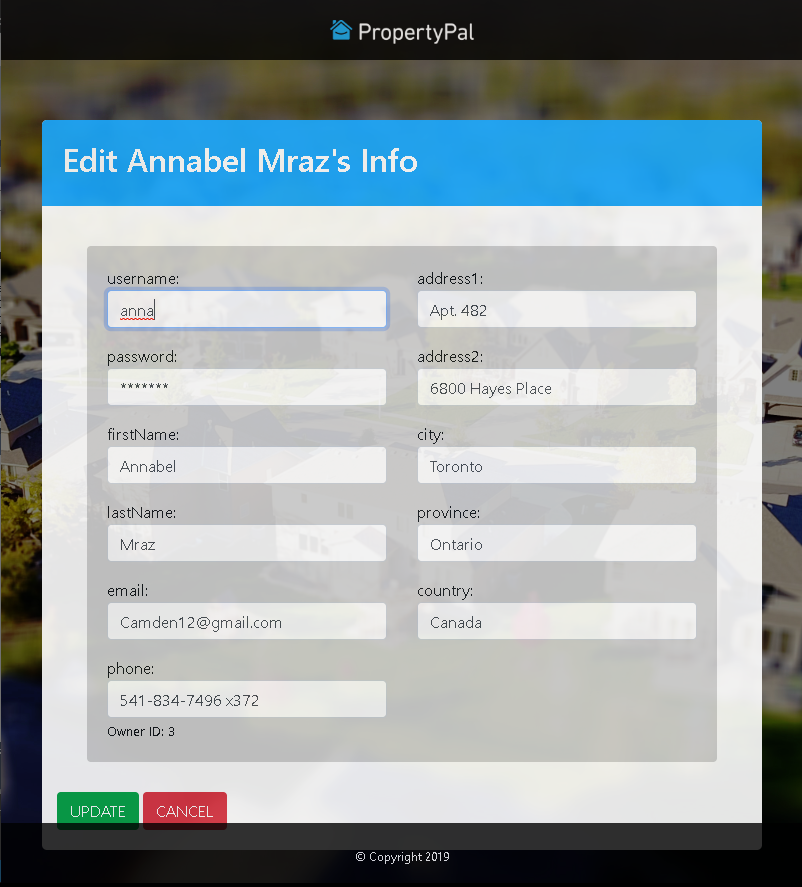 PropertyPal
Edit Annabel Mraz's Info
username:
anna
password:
*******
firstName:
Annabel
lastName:
Mraz
email:
Camden12@gmail.com
phone:
541-834-7496 x372
Owner ID: 3
address1:
Apt. 482
address2:
6800 Hayes Place
city:
Toronto
province:
Ontario
country:
Canada
UPDATE CANCEL
© Copyright 2019